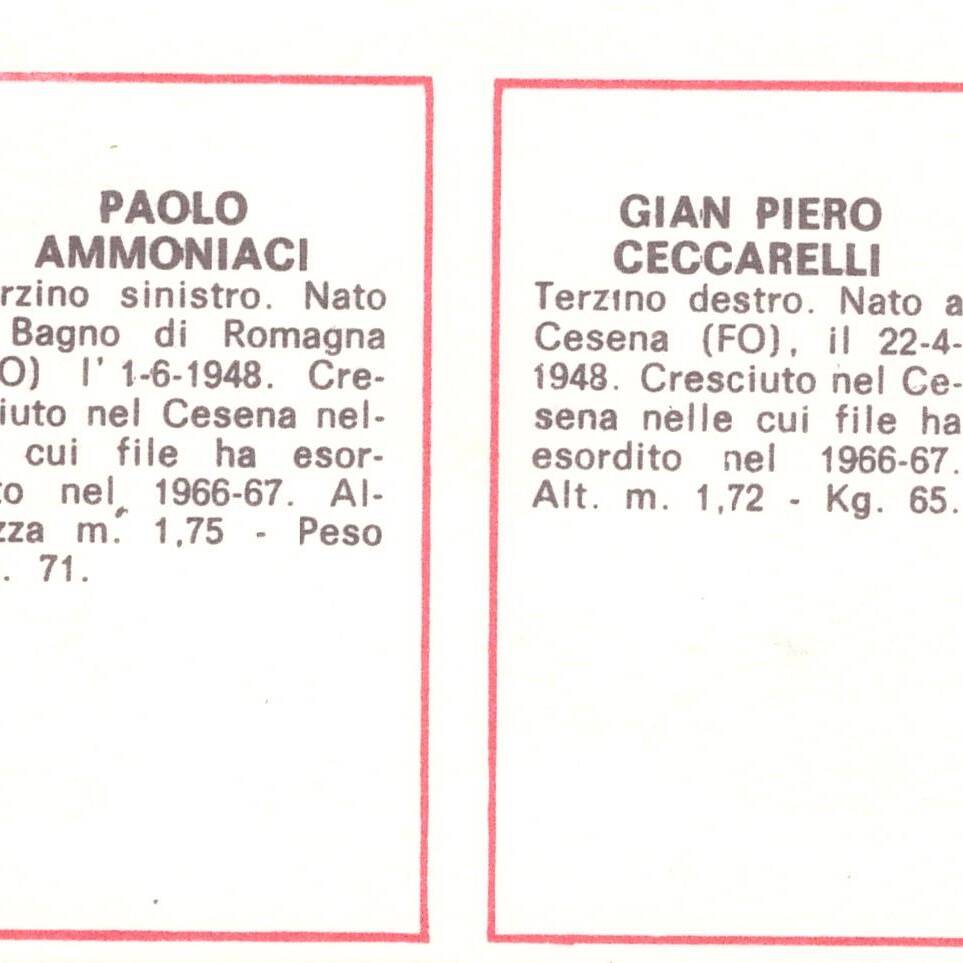 PAOLO
AMMONIACI
rzino sinistro. Nato
Bagno di Romagna
O) l' 1-6-1948. Cre-
iuto nel Cesena nel-
cui file ha esor-
to nel 1966-67. Al-
zza m. 1,75 - Peso
. 71.
GIAN PIERO
CECCARELLI
Terzino destro. Nato a
Cesena (FO), il 22-4-
1948. Cresciuto nel Ce-
sena nelle cui file ha
esordito nel 1966-67.
Alt. m. 1,72 - Kg. 65.